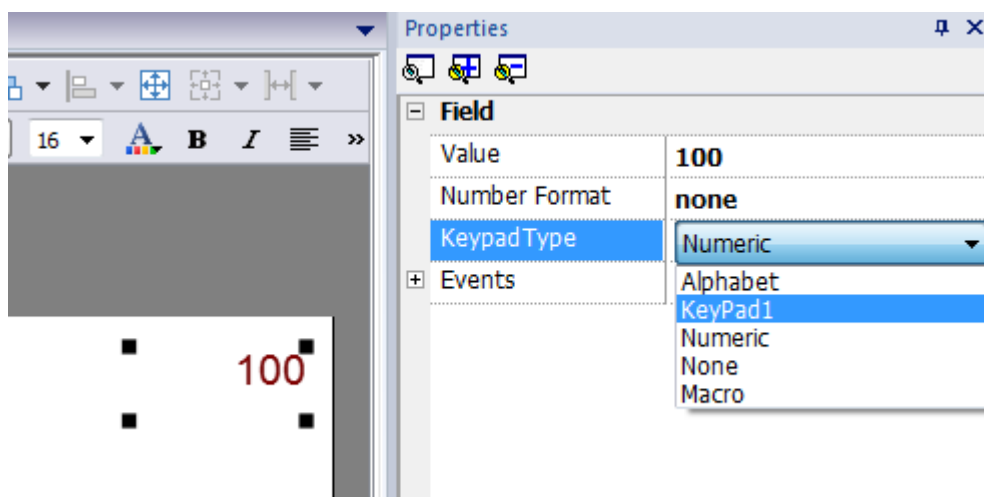 Properties
16 A B I »
Field
Value 100
Number Format none
KeypadType Numeric
Events Alphabet
KeyPad1
Numeric
None
Macro
100